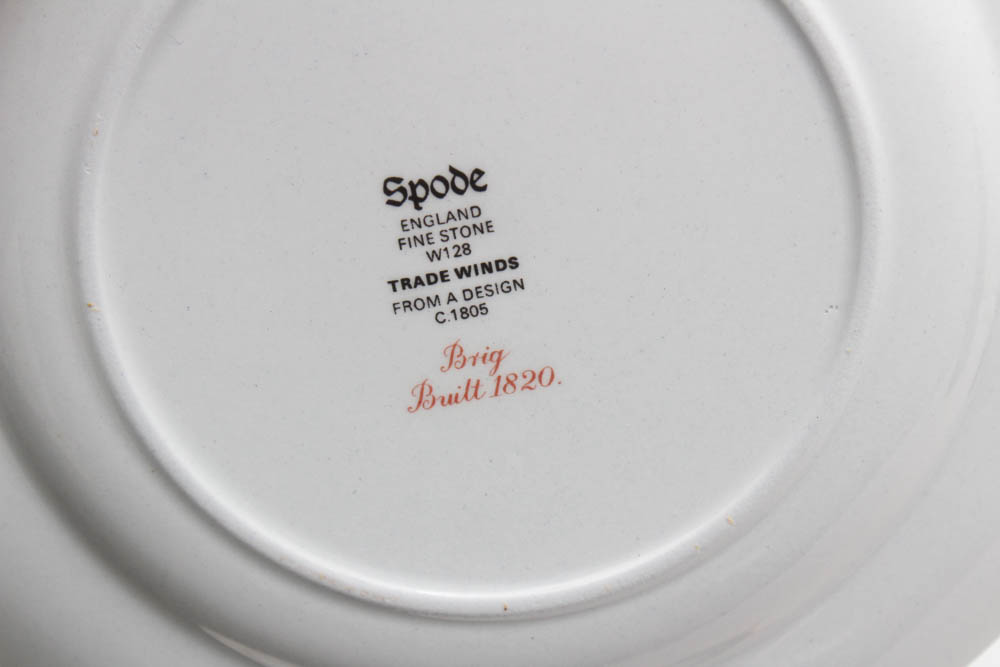 Spode
ENGLAND
FINE STONE
W128
TRADE WINDS
FROM A DESIGN
C.1805
Brig
Built 1820.